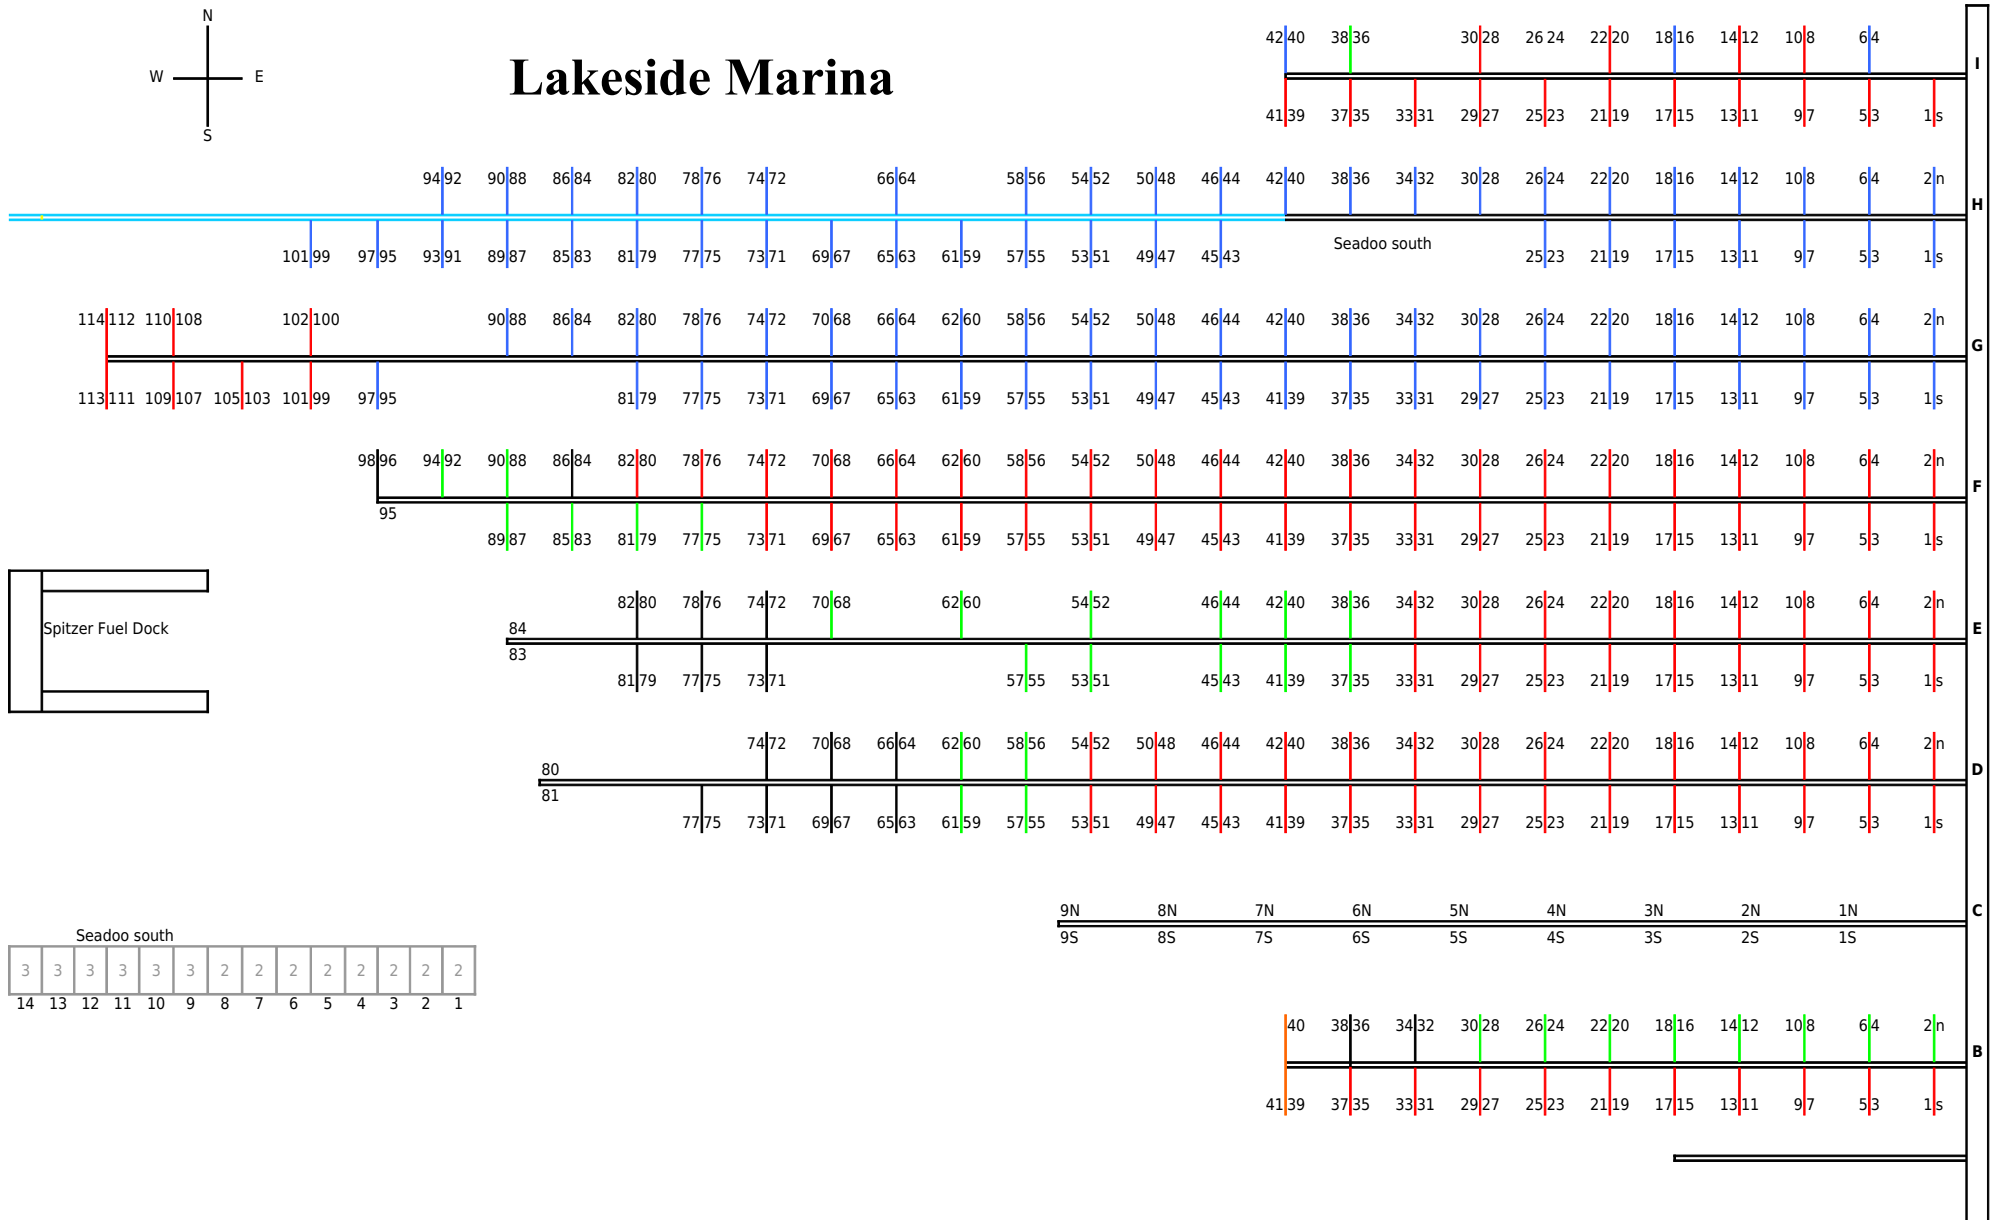 N
W E
S
Lakeside Marina
42 40 38 36 30 28 26 24 22 20 18 16 14 12 10 8 6 4
I
41 39 37 35 33 31 29 27 25 23 21 19 17 15 13 11 9 7 5 3 1 s
94 92 90 88 86 84 82 80 78 76 74 72 66 64 58 56 54 52 50 48 46 44 42 40 38 36 34 32 30 28 26 24 22 20 18 16 14 12 10 8 6 4 2 n
H
Seadoo south
101 99 97 95 93 91 89 87 85 83 81 79 77 75 73 71 69 67 65 63 61 59 57 55 53 51 49 47 45 43 25 23 21 19 17 15 13 11 9 7 5 3 1 s
114 112 110 108 102 100 90 88 86 84 82 80 78 76 74 72 70 68 66 64 62 60 58 56 54 52 50 48 46 44 42 40 38 36 34 32 30 28 26 24 22 20 18 16 14 12 10 8 6 4 2 n
G
113 111 109 107 105 103 101 99 97 95 81 79 77 75 73 71 69 67 65 63 61 59 57 55 53 51 49 47 45 43 41 39 37 35 33 31 29 27 25 23 21 19 17 15 13 11 9 7 5 3 1 s
98 96 94 92 90 88 86 84 82 80 78 76 74 72 70 68 66 64 62 60 58 56 54 52 50 48 46 44 42 40 38 36 34 32 30 28 26 24 22 20 18 16 14 12 10 8 6 4 2 n
F
95
89 87 85 83 81 79 77 75 73 71 69 67 65 63 61 59 57 55 53 51 49 47 45 43 41 39 37 35 33 31 29 27 25 23 21 19 17 15 13 11 9 7 5 3 1 s
82 80 78 76 74 72 70 68 62 60 54 52 46 44 42 40 38 36 34 32 30 28 26 24 22 20 18 16 14 12 10 8 6 4 2 n
Spitzer Fuel Dock
84
E
83
81 79 77 75 73 71 57 55 53 51 45 43 41 39 37 35 33 31 29 27 25 23 21 19 17 15 13 11 9 7 5 3 1 s
74 72 70 68 66 64 62 60 58 56 54 52 50 48 46 44 42 40 38 36 34 32 30 28 26 24 22 20 18 16 14 12 10 8 6 4 2 n
80
D
81
77 75 73 71 69 67 65 63 61 59 57 55 53 51 49 47 45 43 41 39 37 35 33 31 29 27 25 23 21 19 17 15 13 11 9 7 5 3 1 s
9N 8N 7N 6N 5N 4N 3N 2N 1N
C
9S 8S 7S 6S 5S 4S 3S 2S 1S
Seadoo south
3 3 3 3 3 3 2 2 2 2 2 2 2 2
14 13 12 11 10 9 8 7 6 5 4 3 2 1
40 38 36 34 32 30 28 26 24 22 20 18 16 14 12 10 8 6 4 2 n
B
41 39 37 35 33 31 29 27 25 23 21 19 17 15 13 11 9 7 5 3 1 s